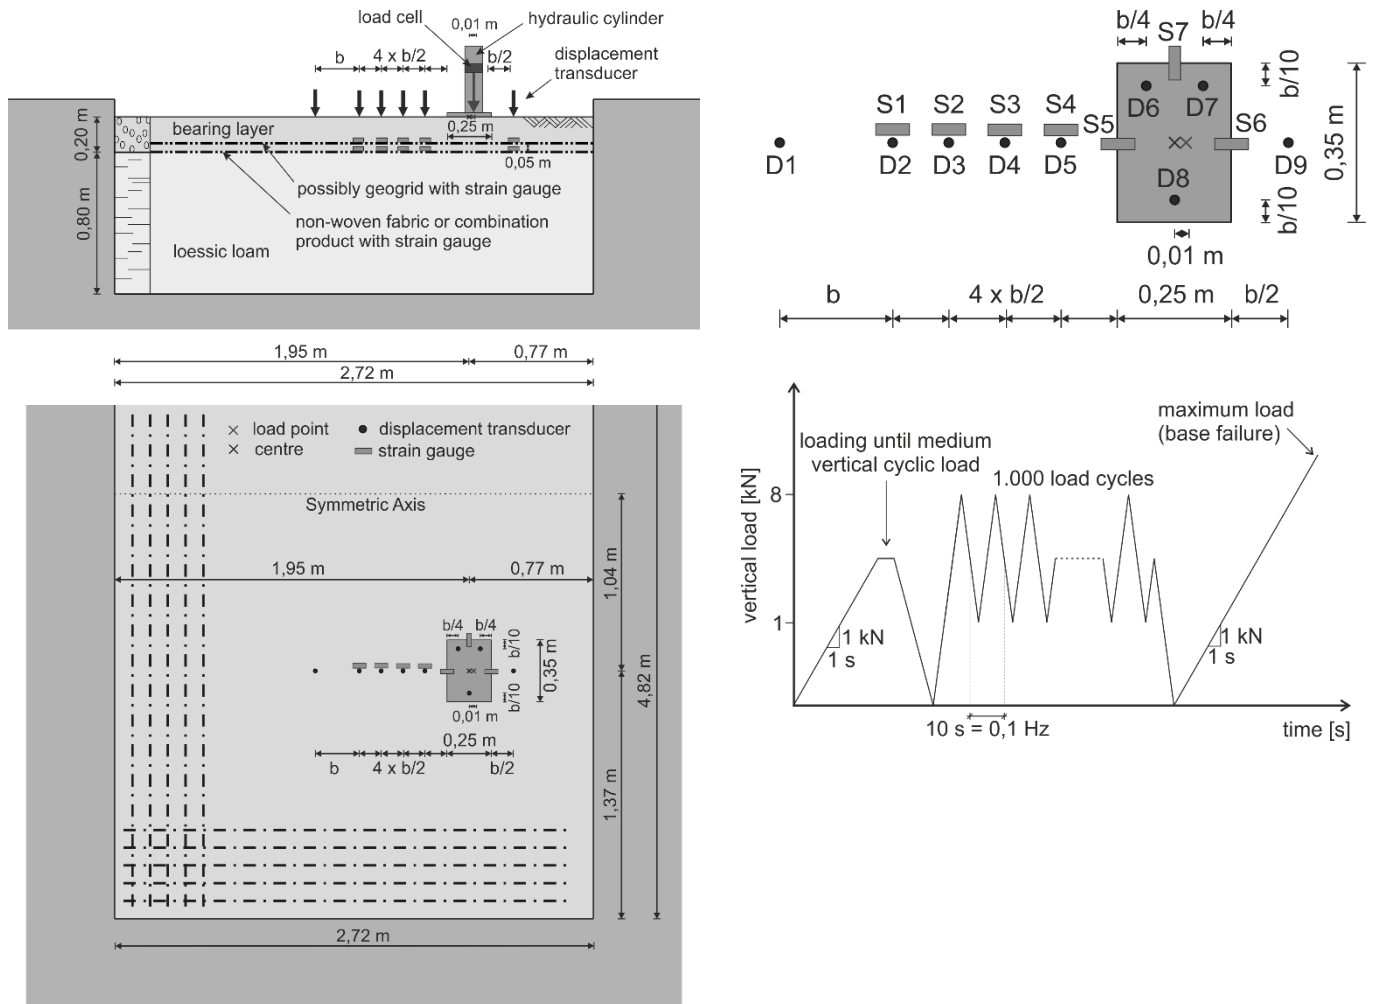 load cell
0,01 m
hydraulic cylinder
b
4 x b/2
b/2
displacement
transducer
0,20 m
bearing layer
0,25 m
0,05 m
possibly geogrid with strain gauge
0,80 m
non-woven fabric or combination
product with strain gauge
loessic loam
b/4
S7
b/4
b/10
D6
D7
S1
S2
S3
S4
S5
S6
0,35 m
D1
D2
D3
D4
D5
D9
D8
b/10
0,01 m
b
4 x b/2
0,25 m
b/2
1,95 m
0,77 m
2,72 m
load point
displacement transducer
centre
strain gauge
Symmetric Axis
1,95 m
0,77 m
1,04 m
b/4
b/4
b/10
0,35 m
b/10
0,01 m
0,25 m
b
4 x b/2
b/2
4,82 m
1,37 m
2,72 m
vertical load [kN]
8
1
loading until medium
vertical cyclic load
1.000 load cycles
maximum load
(base failure)
1 kN
1 s
1 kN
1 s
10 s = 0,1 Hz
time [s]